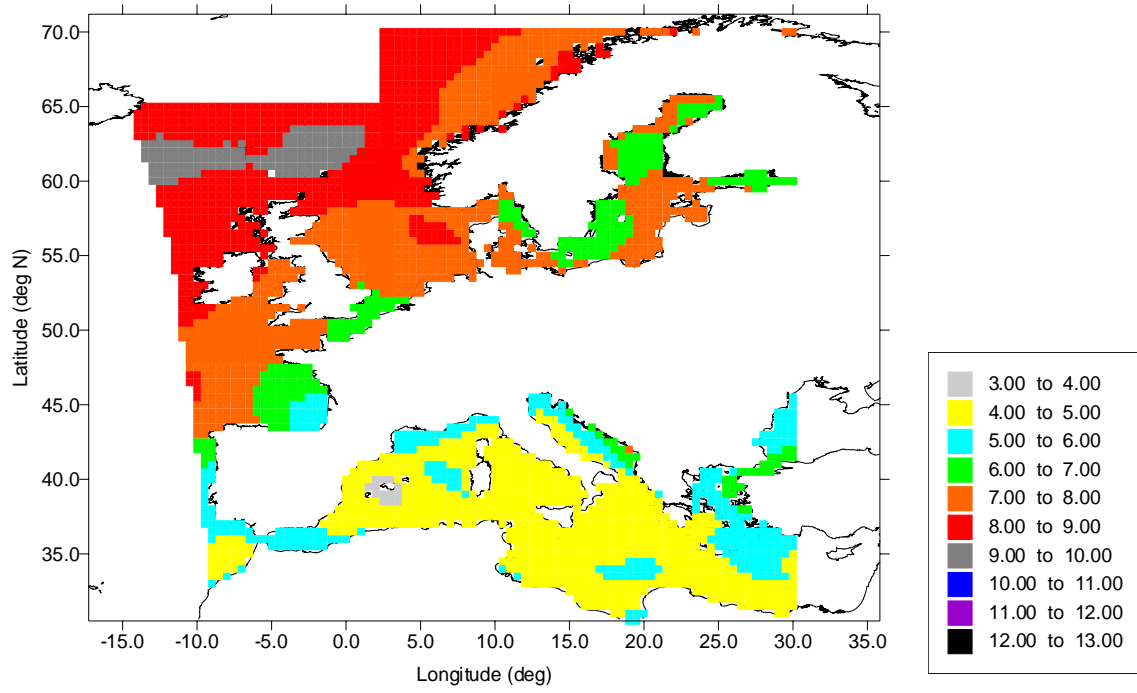 70.0
65.0
60.0
55.0
50.0
45.0
40.0
35.0
Latitude (deg N)
-15.0 -10.0 -5.0 0.0 5.0 10.0 15.0 20.0 25.0 30.0 35.0
Longitude (deg)
3.00 to 4.00
4.00 to 5.00
5.00 to 6.00
6.00 to 7.00
7.00 to 8.00
8.00 to 9.00
9.00 to 10.00
10.00 to 11.00
11.00 to 12.00
12.00 to 13.00